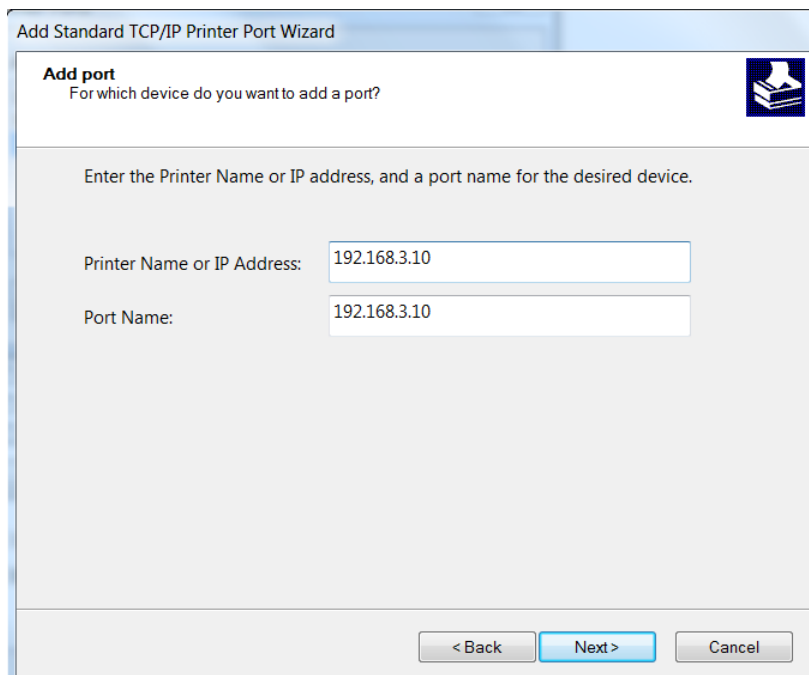 Add Standard TCP/IP Printer Port Wizard
Add port
For which device do you want to add a port?
Enter the Printer Name or IP address, and a port name for the desired device.
Printer Name or IP Address: 192.168.3.10
Port Name: 192.168.3.10
< Back Next > Cancel